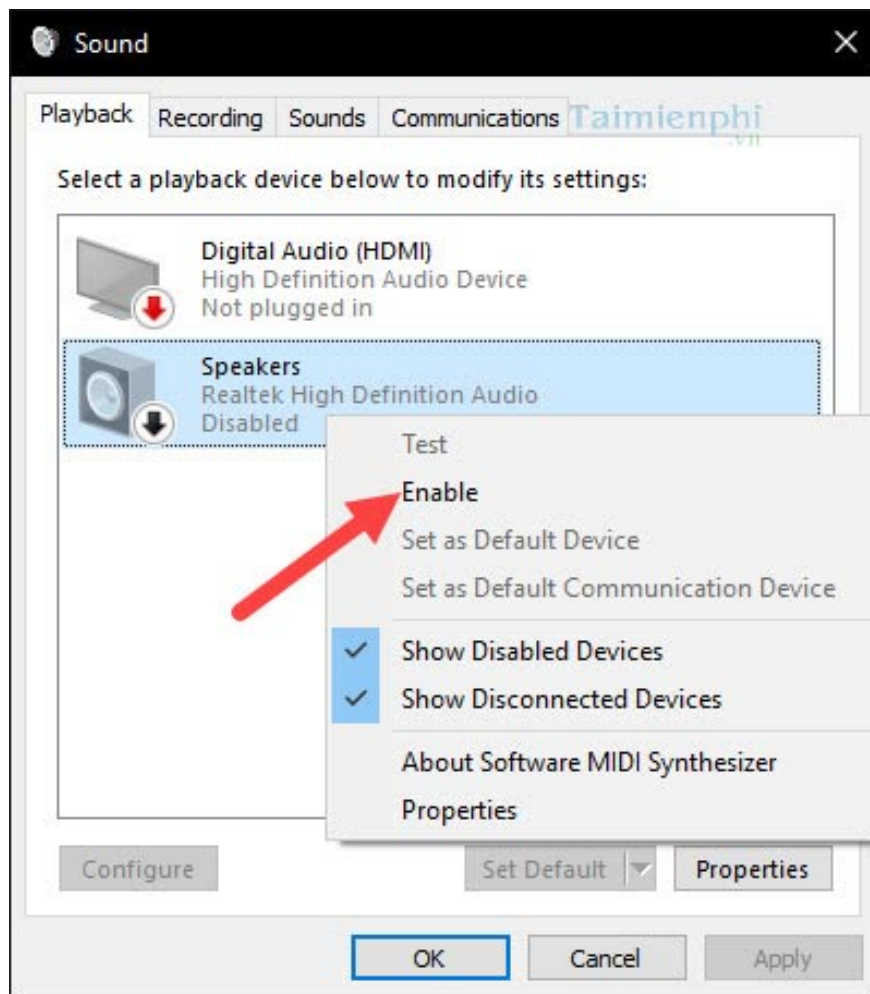 Sound
Playback Recording Sounds Communications Taimienphi
.vn
Select a playback device below to modify its settings:
Digital Audio (HDMI)
High Definition Audio Device
Not plugged in
Speakers
Realtek High Definition Audio
Disabled
Test
Enable
Set as Default Device
Set as Default Communication Device
Show Disabled Devices
Show Disconnected Devices
About Software MIDI Synthesizer
Properties
Configure Set Default Properties
OK Cancel Apply